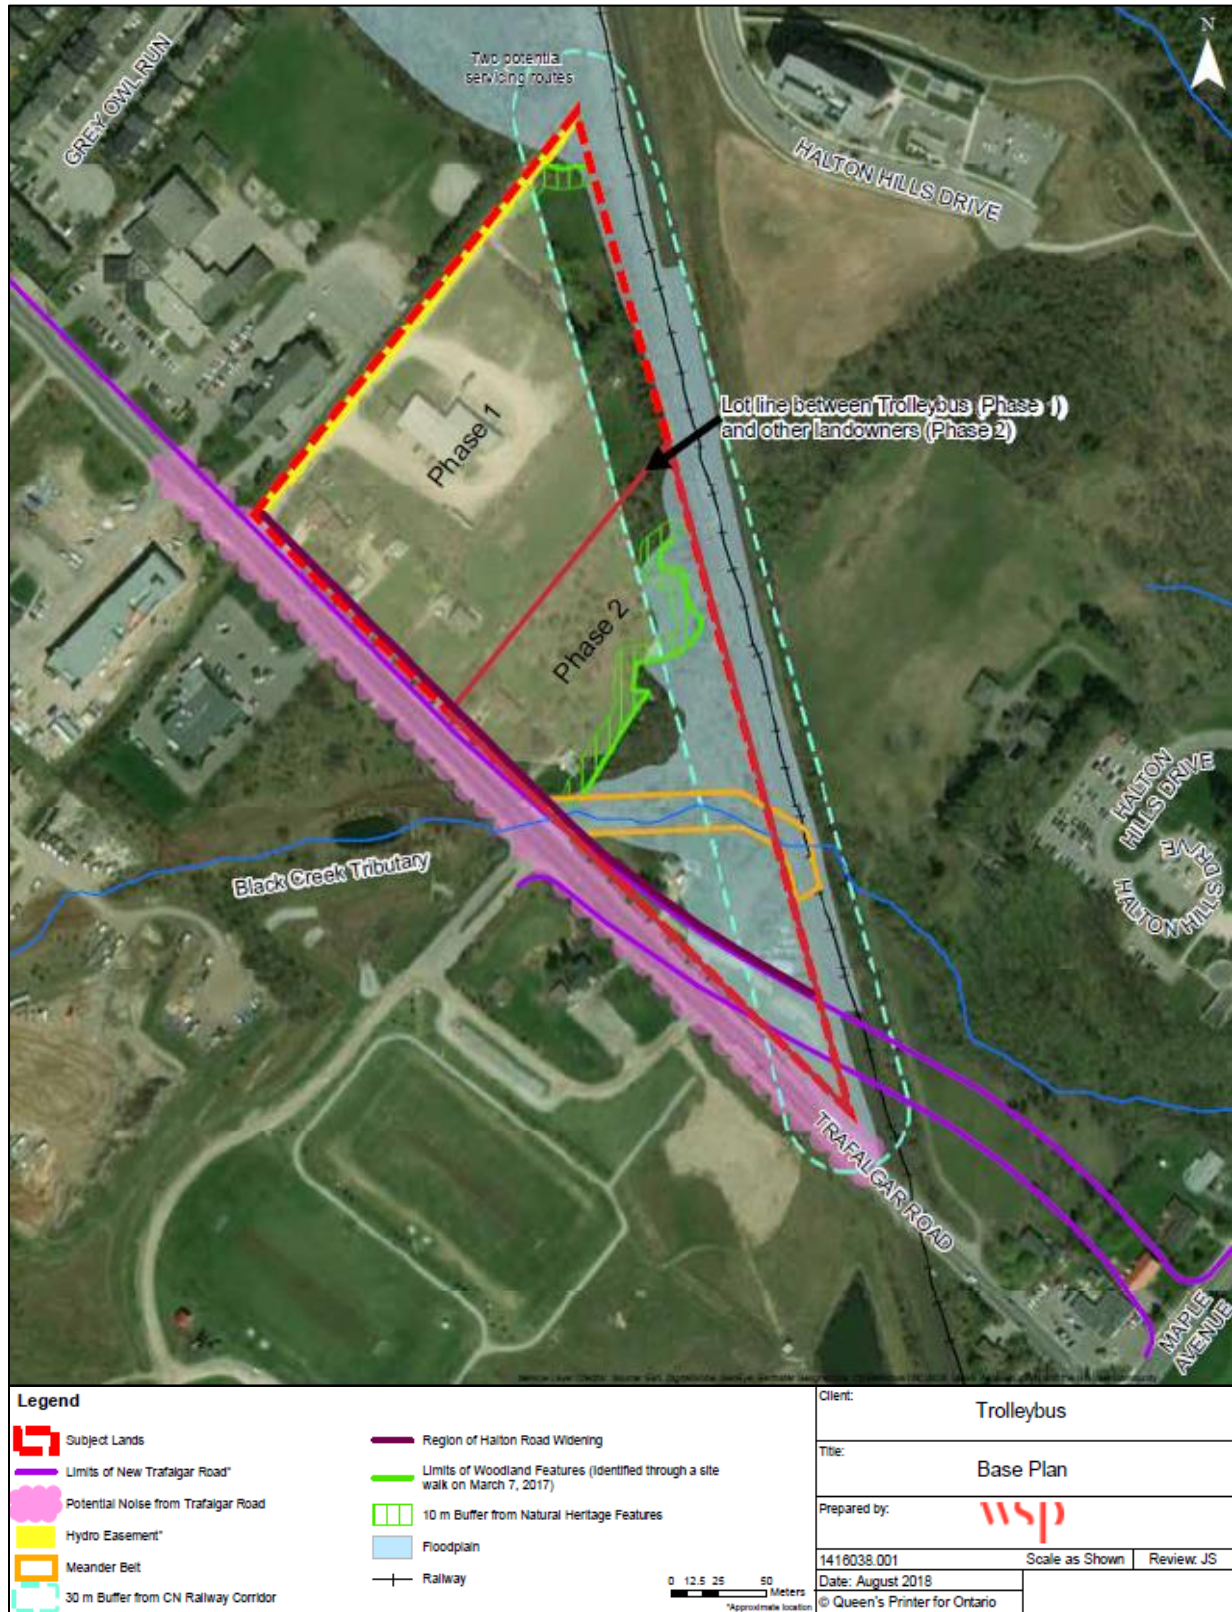 N
Two potential
servicing routes
GREY OWL RUN
HALTON HILLS DRIVE
Lot line between Trolleybus (Phase 1)
and other landowners (Phase 2)
Phase 1
Phase 2
Black Creek Tributary
HALTON
HILLS DRIVE
HALTON HILLS
DRIVE
TRAFALGAR ROAD
MAPLE
AVENUE
Legend
Subject Lands
Limits of New Trafalgar Road*
Potential Noise from Trafalgar Road
Hydro Easement*
Meander Belt
30 m Buffer from CN Railway Corridor
Region of Halton Road Widening
Limits of Woodland Features (Identified through a site
walk on March 7, 2017)
10 m Buffer from Natural Heritage Features
Floodplain
Railway
0 12.5 25 50
Meters
*Approximate location
Client:
Trolleybus
Title:
Base Plan
Prepared by:
wsp
1416038.001
Scale as Shown
Review: JS
Date: August 2018
© Queen's Printer for Ontario